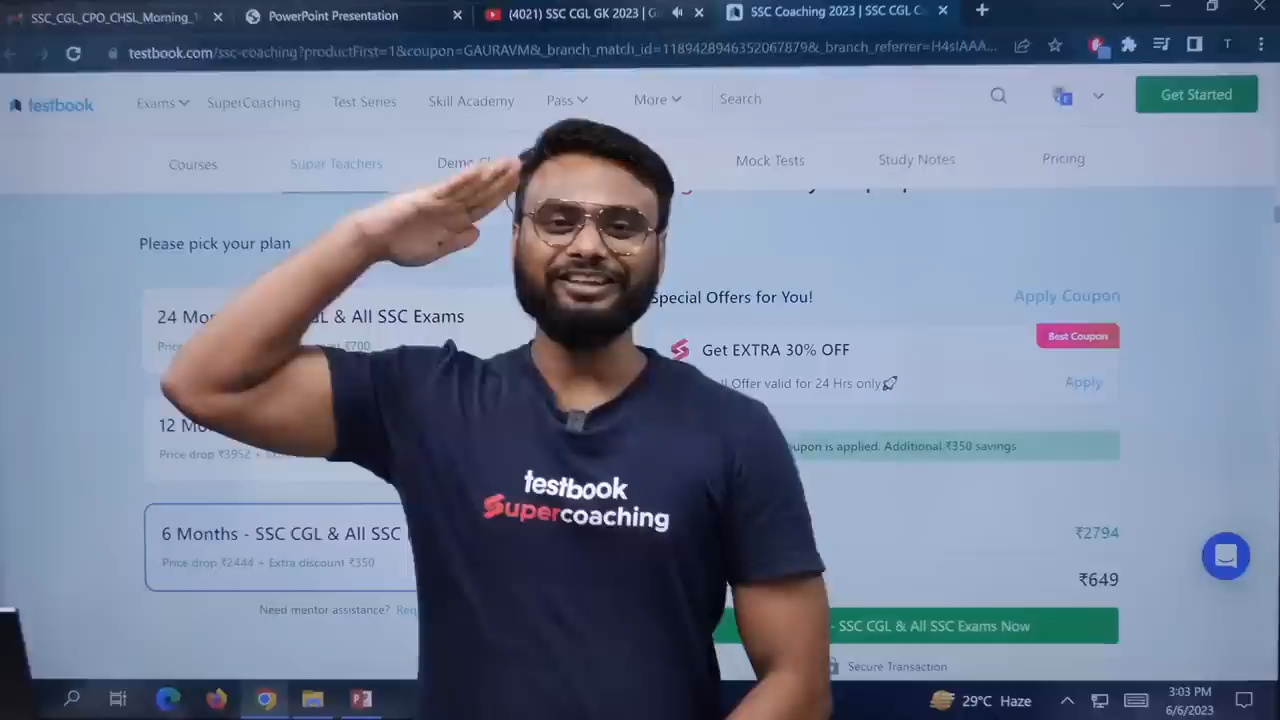 SSC_CGL_CPO_CHSL_Morning_
PowerPoint Presentation
(4021) SSC CGL GK 2023 |
SSC Coaching 2023 | SSC CGL C
testbook.com/ssc-coaching?productFirst=1&coupon=GAURAVM&_branch_match_id=1189428946352067879&_branch_referrer=H4sIAAA...
T
testbook
Exams
SuperCoaching
Test Series
Skill Academy
Pass
More
Search
E
Get Started
Courses
Super Teachers
Demo
Mock Tests
Study Notes
Pricing
Please pick your plan
24 Mo
L & All SSC Exams
Price
₹700
12 Mo
Price drop ₹3952 +
6 Months - SSC CGL & All SSC
Price drop ₹2444 + Extra discount ₹350
Need mentor assistance? Req
Special Offers for You!
Apply Coupon
Best Coupon
Get EXTRA 30% OFF
Offer valid for 24 Hrs only
Apply
upon is applied. Additional ₹350 savings
₹2794
₹649
- SSC CGL & All SSC Exams Now
Secure Transaction
testbook
Supercoaching
29°C Haze
3:03 PM
6/6/2023